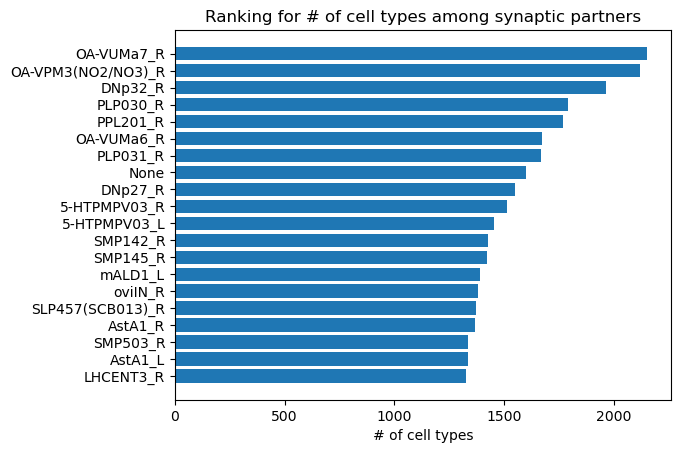 Ranking for # of cell types among synaptic partners
OA-VUMa7_R
OA-VPM3(NO2/NO3)_R
DNp32_R
PLP030_R
PPL201_R
OA-VUMa6_R
PLP031_R
None
DNp27_R
5-HTPMPV03_R
5-HTPMPV03_L
SMP142_R
SMP145_R
mALD1_L
oviIN_R
SLP457(SCB013)_R
AstA1_R
SMP503_R
AstA1_L
LHCENT3_R
0 500 1000 1500 2000
# of cell types